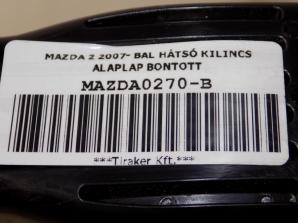 MAZDA 2 2007- BAL HÁTSÓ KILINCS
ALAPLAP BONTOTT
MAZDA0270-B
***Tiraker Kft.***